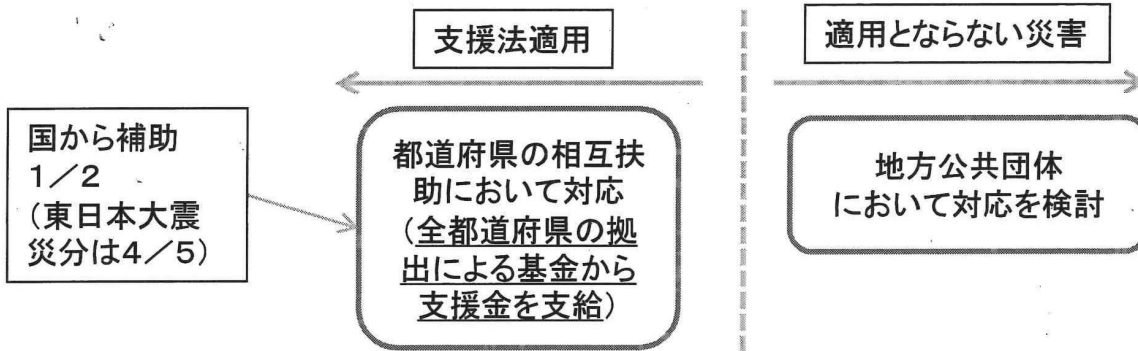 支援法適用
適用とならない災害
国から補助
1/2
(東日本大震
災分は4/5)
都道府県の相互扶
助において対応
(全都道府県の拠
出による基金から
支援金を支給)
地方公共団体
において対応を検討